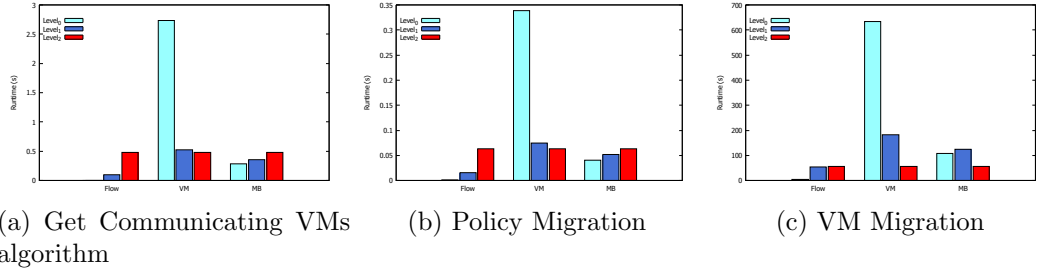 3
2.5
2
1.5
1
0.5
0
Runtime(s)
Level0
Level1
Level2
Flow VM MB
(a) Get Communicating VMs
algorithm
0.35
0.3
0.25
0.2
0.15
0.1
0.05
0
Runtime(s)
Level0
Level1
Level2
Flow VM MB
(b) Policy Migration
700
600
500
400
300
200
100
0
Runtime(s)
Level0
Level1
Level2
Flow VM MB
(c) VM Migration